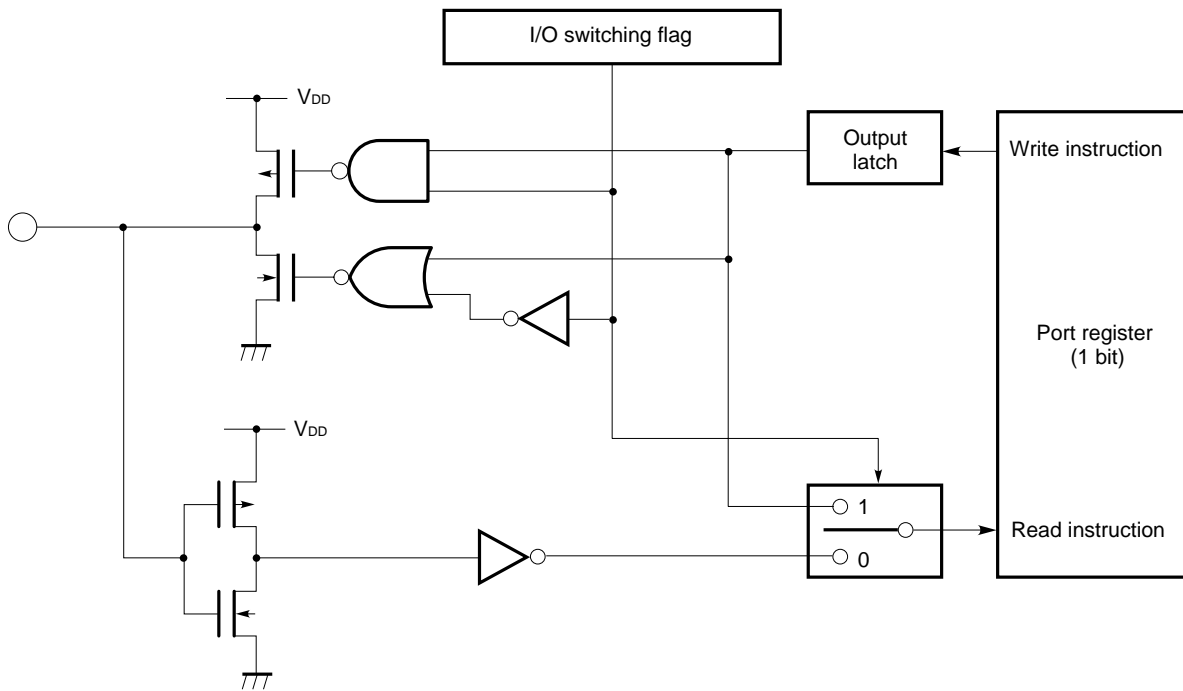 I/O switching flag
VDD
Output
latch
Write instruction
Port register
(1 bit)
VDD
1
Read instruction
0